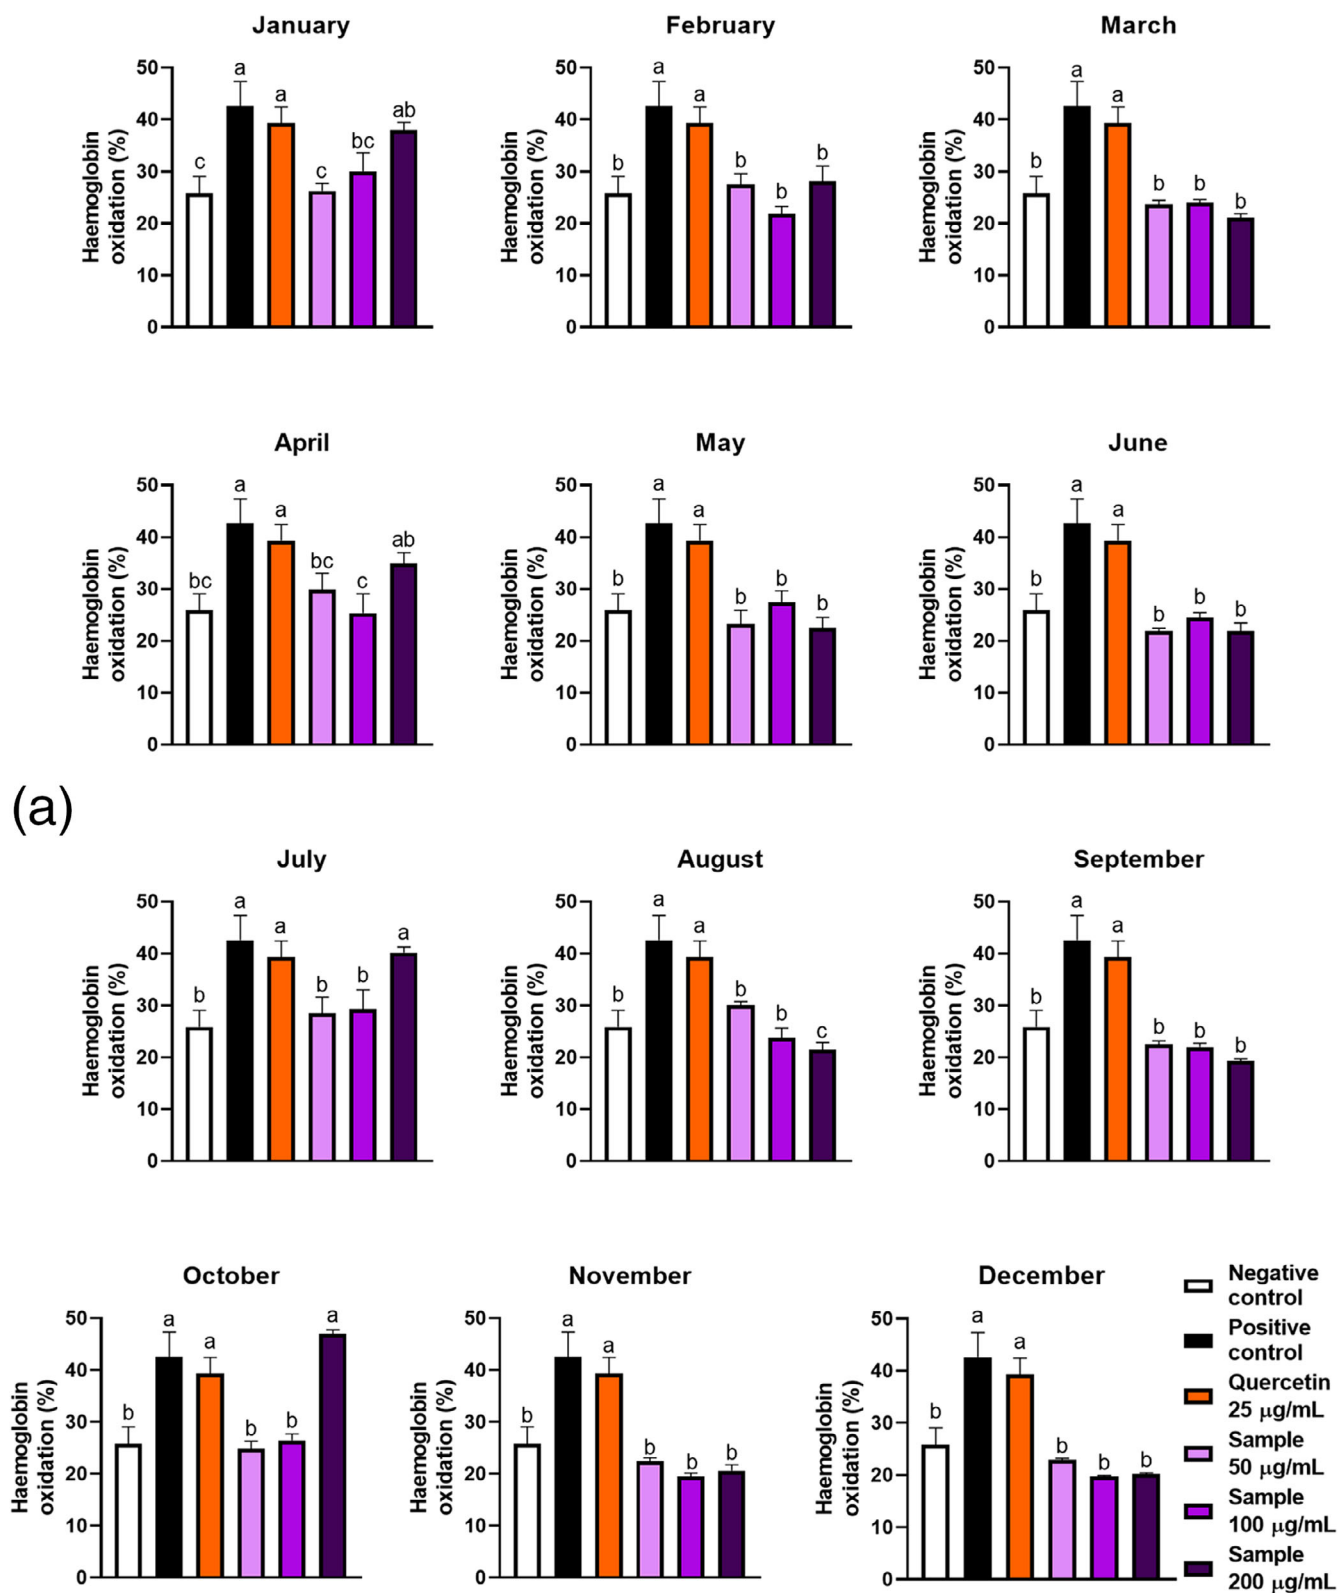 January
February
March
Haemoglobin
oxidation (%)
50
40
30
20
10
0
c
a
a
c
bc
ab
Haemoglobin
oxidation (%)
50
40
30
20
10
0
b
a
a
b
b
b
Haemoglobin
oxidation (%)
50
40
30
20
10
0
b
a
a
b
b
b
April
May
June
Haemoglobin
oxidation (%)
50
40
30
20
10
0
bc
a
a
bc
c
ab
Haemoglobin
oxidation (%)
50
40
30
20
10
0
b
a
a
b
b
b
Haemoglobin
oxidation (%)
50
40
30
20
10
0
b
a
a
b
b
b
(a)
July
August
September
Haemoglobin
oxidation (%)
50
40
30
20
10
0
b
a
a
b
b
a
Haemoglobin
oxidation (%)
50
40
30
20
10
0
b
a
a
b
b
c
Haemoglobin
oxidation (%)
50
40
30
20
10
0
b
a
a
b
b
b
October
November
December
Haemoglobin
oxidation (%)
50
40
30
20
10
0
b
a
a
b
b
a
Haemoglobin
oxidation (%)
50
40
30
20
10
0
b
a
a
b
b
b
Haemoglobin
oxidation (%)
50
40
30
20
10
0
b
a
a
b
b
b
Negative
control
Positive
control
Quercetin
25 μg/mL
Sample
50 μg/mL
Sample
100 μg/mL
Sample
200 μg/mL